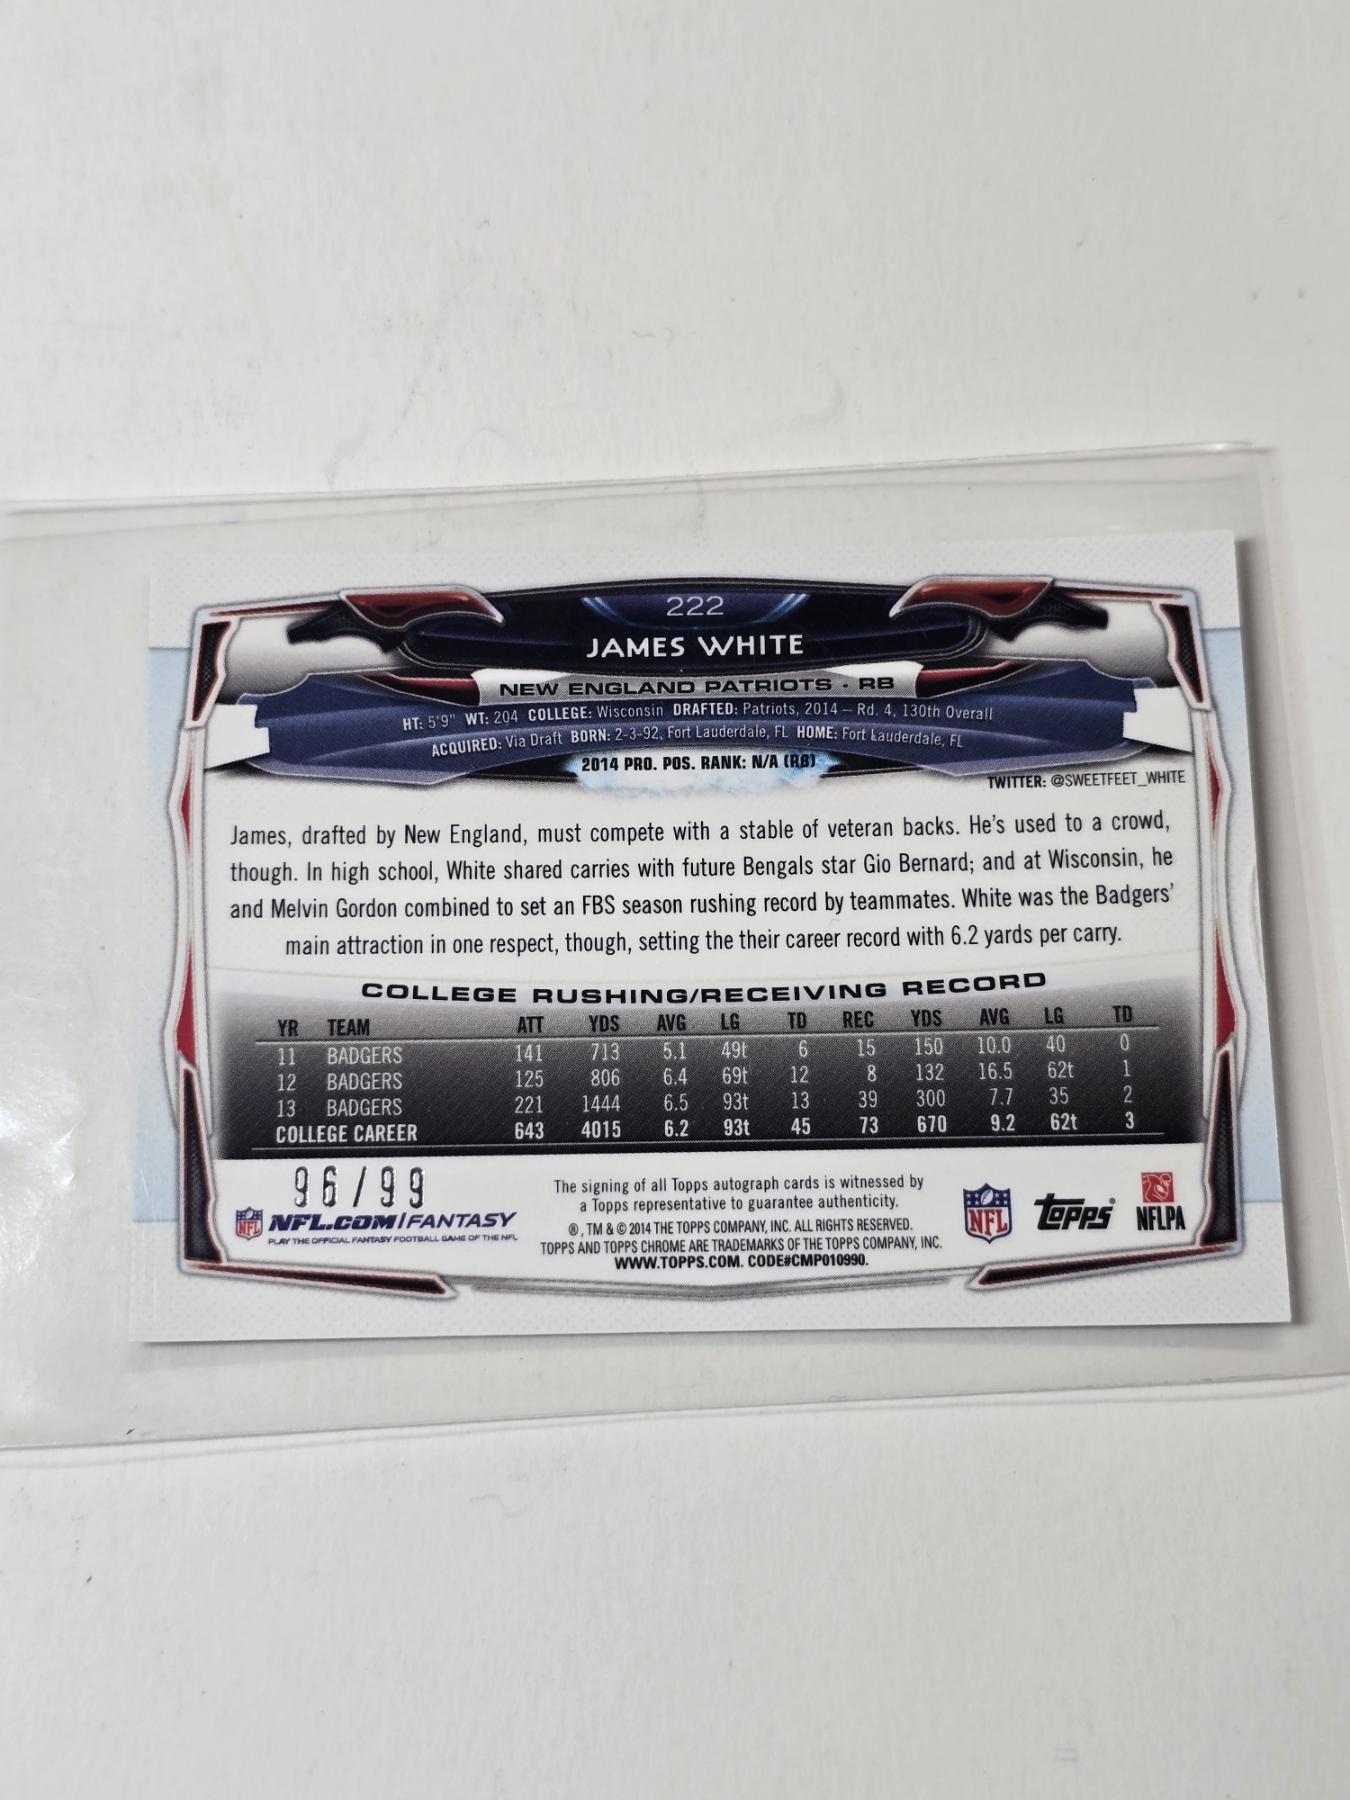 222
JAMES WHITE
NEW ENGLAND PATRIOTS - RB
HT: 5'9" WT: 204 COLLEGE: Wisconsin DRAFTED: Patriots, 2014 – Rd. 4, 130th Overall
ACQUIRED: Via Draft BORN: 2-3-92, Fort Lauderdale, FL HOME: Fort Lauderdale, FL
2014 PRO. POS. RANK: N/A (RB)
TWITTER: @SWEETFEET_WHITE
James, drafted by New England, must compete with a stable of veteran backs. He's used to a crowd,
though. In high school, White shared carries with future Bengals star Gio Bernard; and at Wisconsin, he
and Melvin Gordon combined to set an FBS season rushing record by teammates. White was the Badgers'
main attraction in one respect, though, setting the their career record with 6.2 yards per carry.
COLLEGE RUSHING/RECEIVING RECORD
YR TEAM ATT YDS AVG LG TD REC YDS AVG LG TD
11 BADGERS 141 713 5.1 49t 6 15 150 10.0 40 0
12 BADGERS 125 806 6.4 69t 12 8 132 16.5 62t 1
13 BADGERS 221 1444 6.5 93t 13 39 300 7.7 35 2
COLLEGE CAREER 643 4015 6.2 93t 45 73 670 9.2 62t 3
96/99
NFL NFL.COM/FANTASY
PLAY THE OFFICIAL FANTASY FOOTBALL GAME OF THE NFL
The signing of all Topps autograph cards is witnessed by
a Topps representative to guarantee authenticity.
®, TM & © 2014 THE TOPPS COMPANY, INC. ALL RIGHTS RESERVED.
TOPPS AND TOPPS CHROME ARE TRADEMARKS OF THE TOPPS COMPANY, INC.
WWW.TOPPS.COM. CODE#CMP010990.
NFL
Topps®
NFLPA